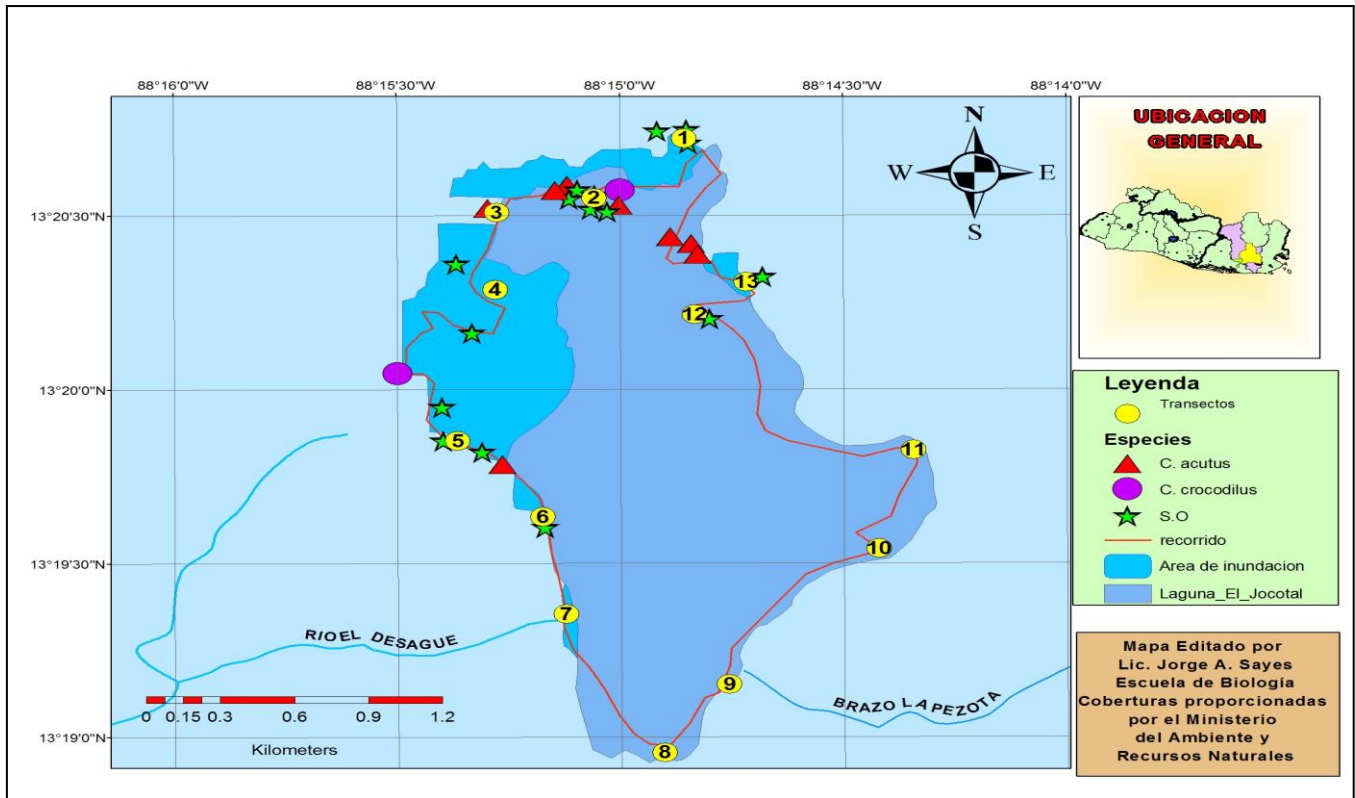 88°16'0"W
88°15'30"W
88°15'0"W
88°14'30"W
88°14'0"W
13°20'30"N
13°20'0"N
13°19'30"N
13°19'0"N
N
W
E
S
1
2
3
4
5
6
7
8
9
10
11
12
13
RIO EL DESAGUE
BRAZO LA PEZOTA
0 0.15 0.3 0.6 0.9 1.2
Kilometers
UBICACION
GENERAL
Leyenda
Transectos
Especies
C. acutus
C. crocodilus
S.O
recorrido
Area de inundacion
Laguna_El_Jocotal
Mapa Editado por
Lic. Jorge A. Sayes
Escuela de Biología
Coberturas proporcionadas
por el Ministerio
del Ambiente y
Recursos Naturales